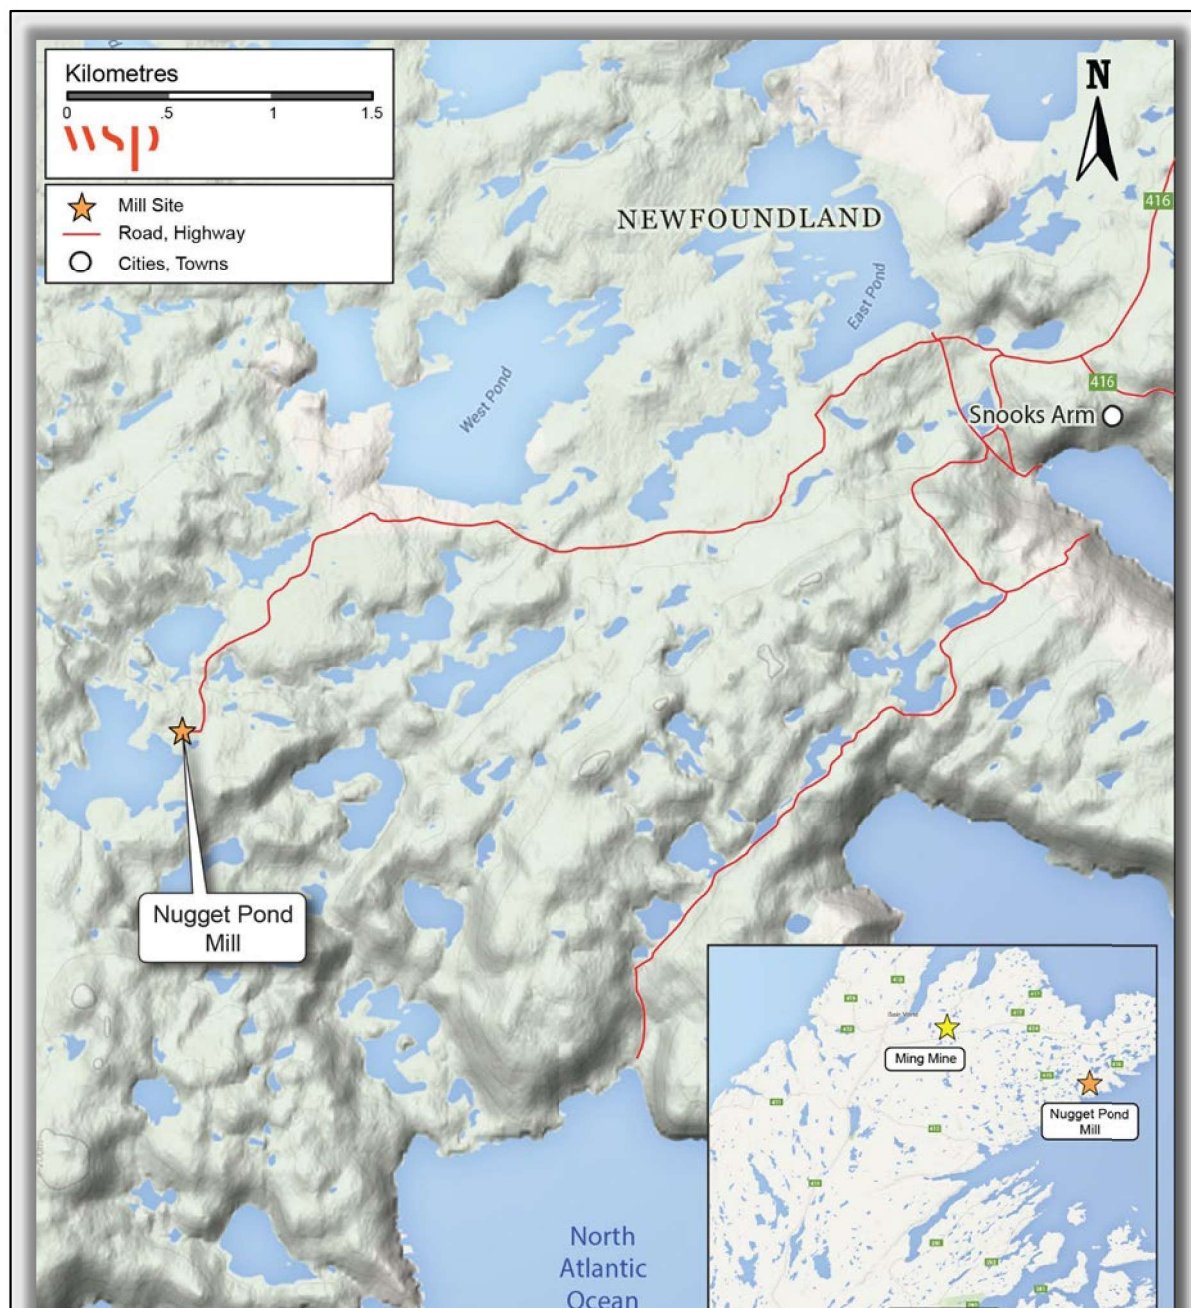 Kilometres
0 .5 1 1.5
wsp
Mill Site
Road, Highway
Cities, Towns
N
416
NEWFOUNDLAND
East Pond
West Pond
416
Snooks Arm
Nugget Pond
Mill
Ming Mine
Nugget Pond
Mill
North
Atlantic
Ocean